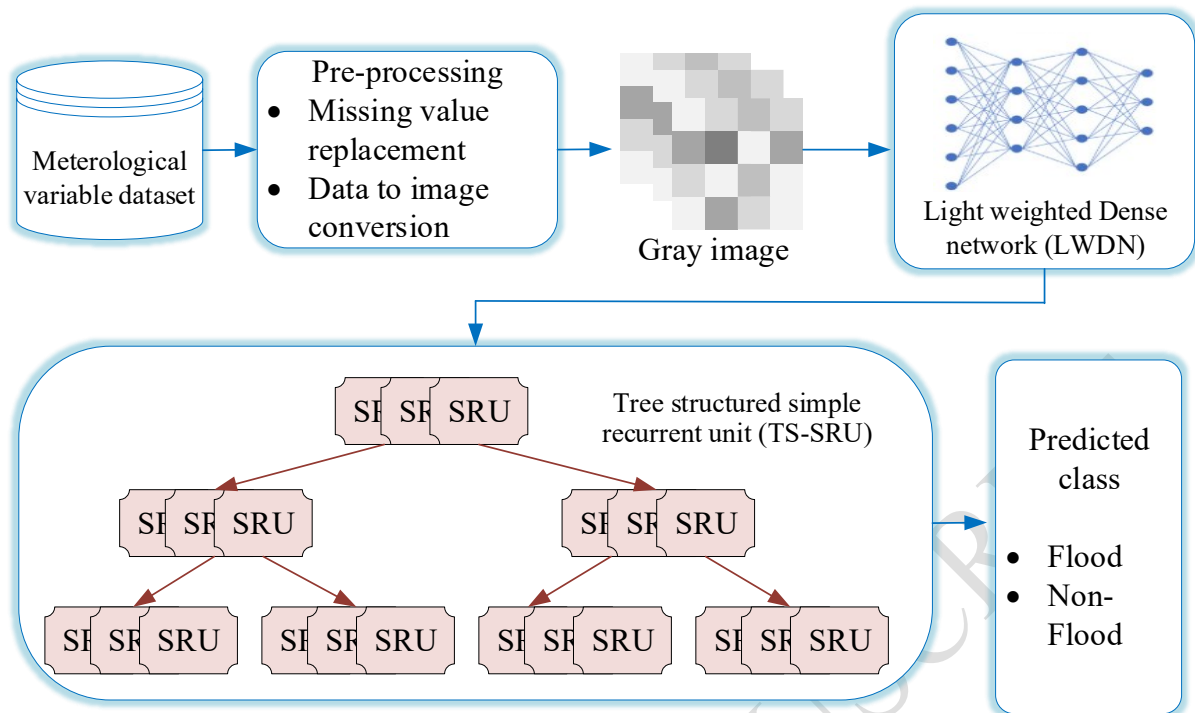 Meterological
variable dataset
Pre-processing
• Missing value
replacement
• Data to image
conversion
Gray image
Light weighted Dense
network (LWDN)
Tree structured simple
recurrent unit (TS-SRU)
SRU
SRU
SRU
SRU
SRU
SRU
SRU
Predicted
class
• Flood
• Non-
Flood